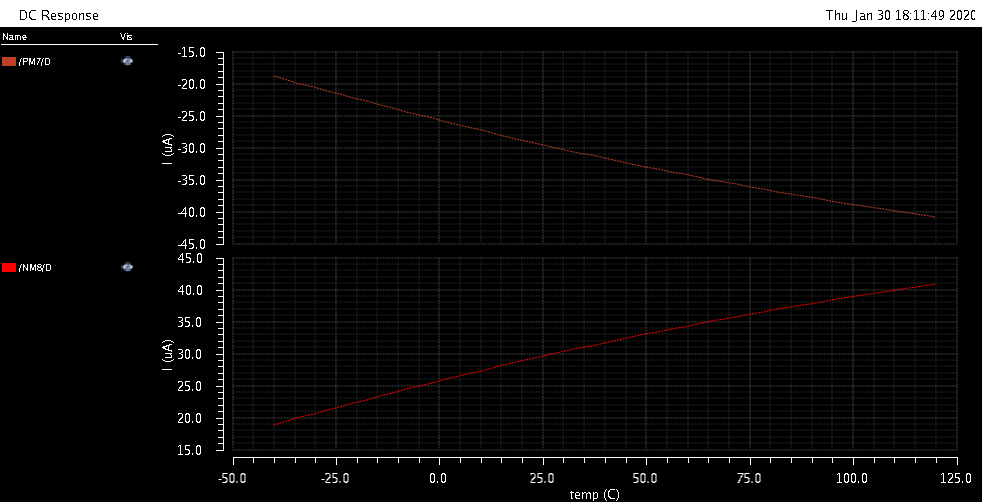 DC Response
Thu Jan 30 18:11:49 2020
Name Vis
/PM7/D
-15.0
-20.0
-25.0
-30.0
-35.0
-40.0
-45.0
I (uA)
/NM8/D
45.0
40.0
35.0
30.0
25.0
20.0
15.0
I (uA)
-50.0 -25.0 0.0 25.0 50.0 75.0 100.0 125.0
temp (C)